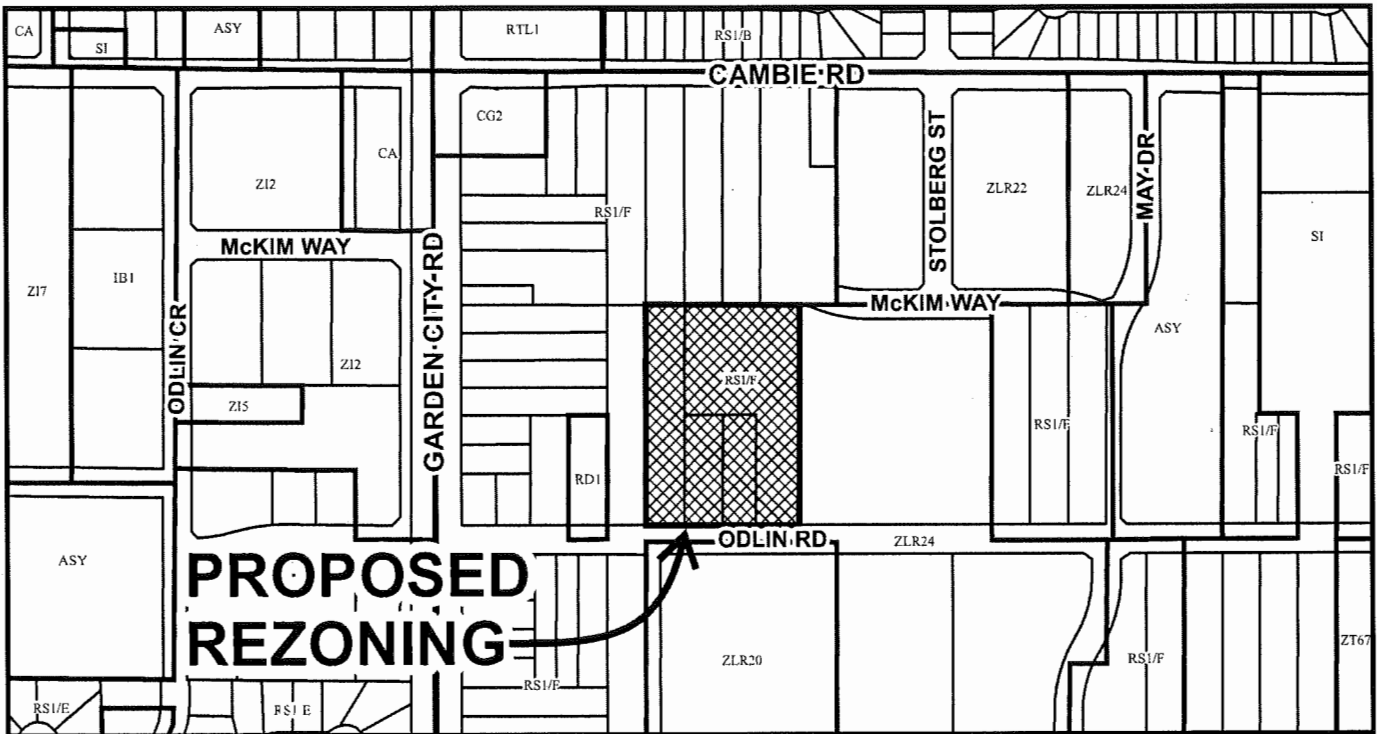 CA
SI
ASY
RTL1
RS1/B
CAMBIE RD
CG2
CA
ZI2
STOLBERG ST
ZLR22
ZLR24
MAY DR
RS1/F
SI
McKIM WAY
ZI7
IB1
ODLIN CR
GARDEN CITY RD
McKIM WAY
ASY
ZI2
ZI5
RS1/F
RD1
RS1/F
RS1/F
RS1/F
ODLIN RD
ZLR24
ASY
PROPOSED
REZONING
ZLR20
RS1/F
RS1/F
ZT67
RS1/E
RS1/E